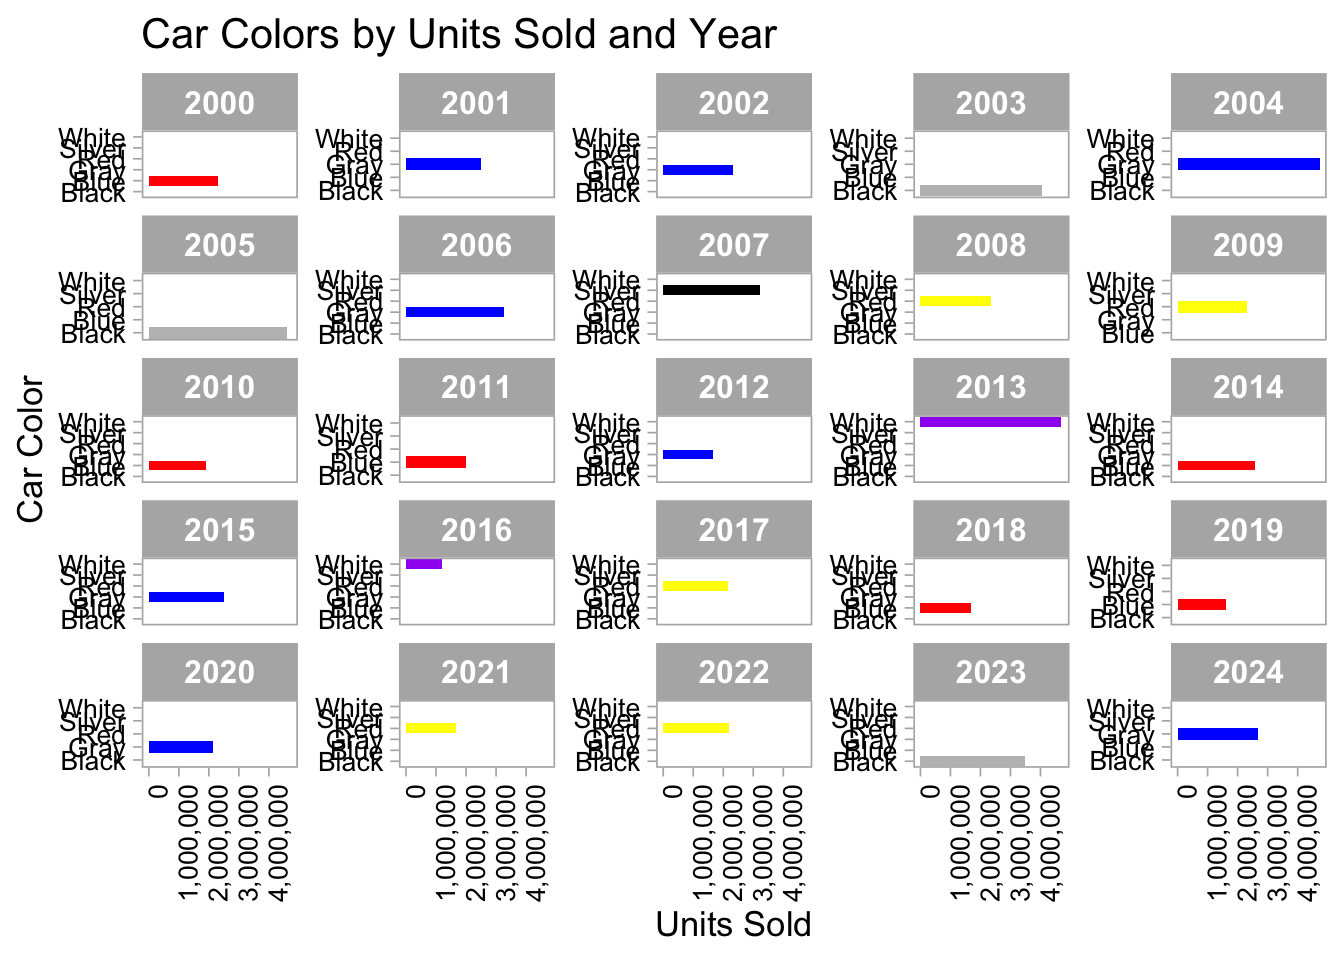 Car Colors by Units Sold and Year
2000
2001
2002
2003
2004
White
Silver
Red
Gray
Blue
Black
White
Red
Gray
Blue
Black
White
Silver
Red
Gray
Blue
Black
White
Silver
Gray
Blue
Black
White
Red
Gray
Blue
Black
2005
2006
2007
2008
2009
White
Silver
Red
Blue
Black
White
Silver
Red
Gray
Blue
Black
White
Silver
Red
Gray
Blue
Black
White
Silver
Red
Gray
Blue
Black
White
Silver
Red
Gray
Blue
2010
2011
2012
2013
2014
White
Silver
Red
Gray
Blue
Black
White
Silver
Red
Blue
Black
White
Silver
Red
Gray
Blue
Black
White
Silver
Red
Gray
Blue
Black
White
Silver
Red
Gray
Blue
Black
2015
2016
2017
2018
2019
White
Silver
Red
Gray
Blue
Black
White
Silver
Red
Gray
Blue
Black
White
Silver
Red
Gray
Blue
Black
White
Silver
Red
Gray
Blue
Black
White
Silver
Red
Blue
Black
2020
2021
2022
2023
2024
White
Silver
Red
Gray
Black
White
Silver
Red
Gray
Blue
Black
White
Silver
Red
Gray
Blue
Black
White
Silver
Red
Gray
Blue
Black
White
Silver
Gray
Blue
Black
0
1,000,000
2,000,000
3,000,000
4,000,000
0
1,000,000
2,000,000
3,000,000
4,000,000
0
1,000,000
2,000,000
3,000,000
4,000,000
0
1,000,000
2,000,000
3,000,000
4,000,000
0
1,000,000
2,000,000
3,000,000
4,000,000
Car Color
Units Sold